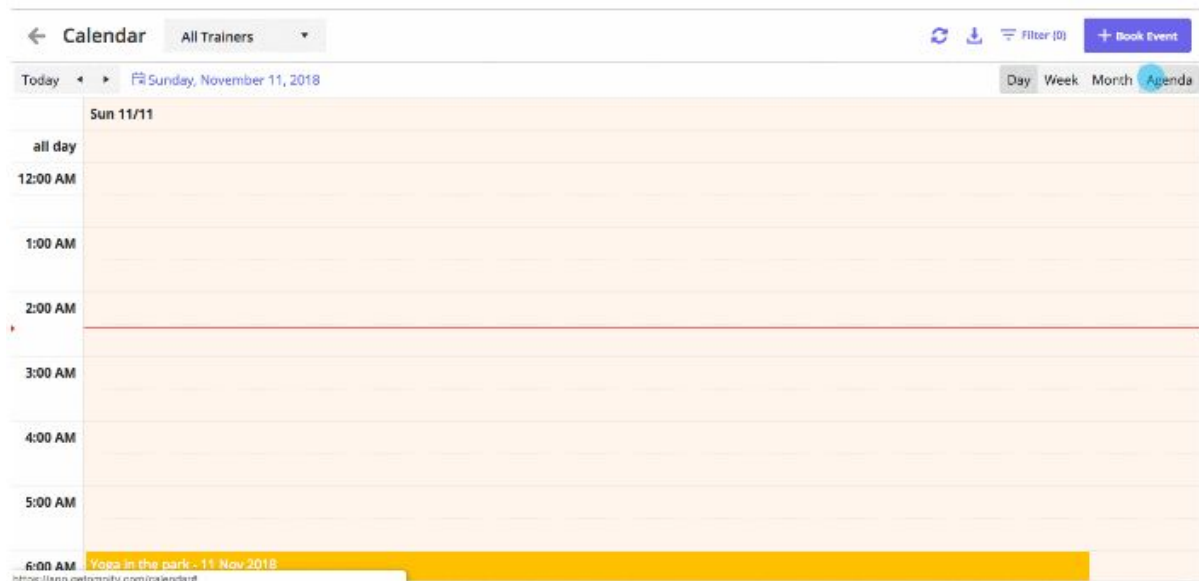 Calendar All Trainers Filter (0) + Book Event
Today Sunday, November 11, 2018 Day Week Month Agenda
Sun 11/11
all day
12:00 AM
1:00 AM
2:00 AM
3:00 AM
4:00 AM
5:00 AM
6:00 AM Yoga in the park - 11 Nov 2018